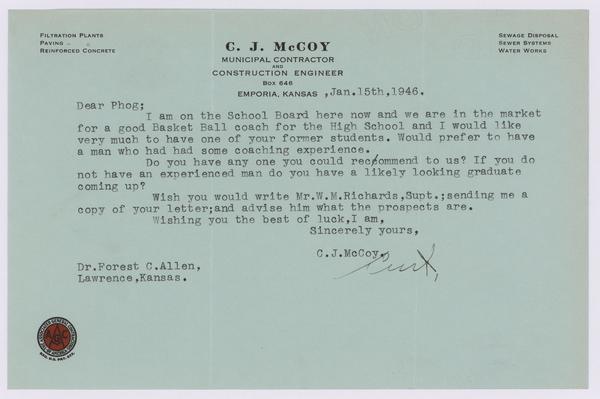 FILTRATION PLANTS
PAVING
REINFORCED CONCRETE
C. J. McCOY
MUNICIPAL CONTRACTOR
AND
CONSTRUCTION ENGINEER
BOX 646
EMPORIA, KANSAS ,Jan.15th,1946.
SEWAGE DISPOSAL
SEWER SYSTEMS
WATER WORKS
Dear Phog;
I am on the School Board here now and we are in the market
for a good Basket Ball coach for the High School and I would like
very much to have one of your former students. Would prefer to have
a man who had had some coaching experience.
Do you have any one you could recommend to us? If you do
not have an experienced man do you have a likely looking graduate
coming up?
Wish you would write Mr.W.M.Richards,Supt.;sending me a
copy of your letter;and advise him what the prospects are.
Wishing you the best of luck,I am,
Sincerely yours,
C.J.McCoy.
Dr.Forest C.Allen,
Lawrence,Kansas.
AGC
REG. U.S. PAT. OFF.